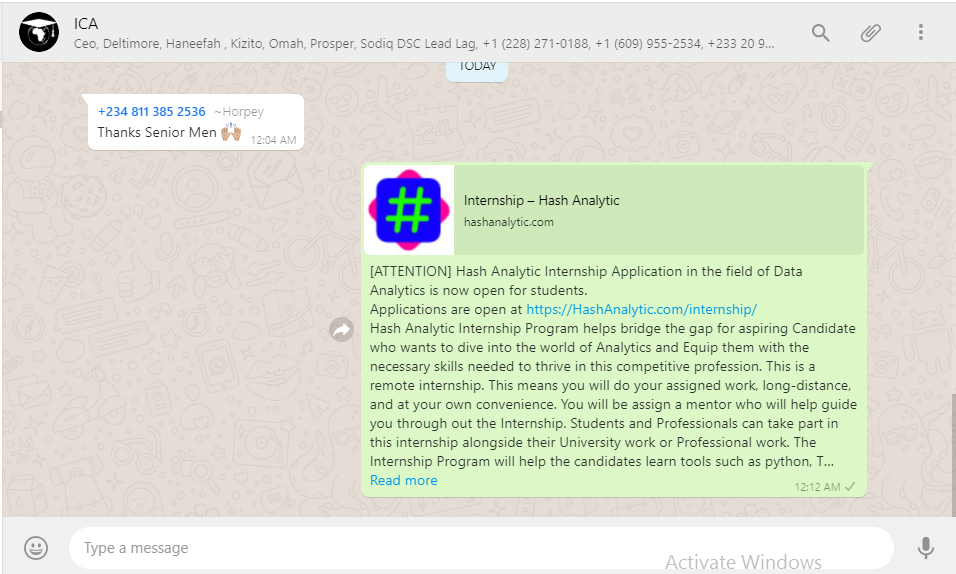 ICA
Ceo, Deltimore, Haneefah , Kizito, Omah, Prosper, Sodiq DSC Lead Lag, +1 (228) 271-0188, +1 (609) 955-2534, +233 20 9...
TODAY
+234 811 385 2536 ~Horpey
Thanks Senior Men 🙌🏽
12:04 AM
Internship – Hash Analytic
hashanalytic.com
[ATTENTION] Hash Analytic Internship Application in the field of Data
Analytics is now open for students.
Applications are open at https://HashAnalytic.com/internship/
Hash Analytic Internship Program helps bridge the gap for aspiring Candidate
who wants to dive into the world of Analytics and Equip them with the
necessary skills needed to thrive in this competitive profession. This is a
remote internship. This means you will do your assigned work, long-distance,
and at your own convenience. You will be assign a mentor who will help guide
you through out the Internship. Students and Professionals can take part in
this internship alongside their University work or Professional work. The
Internship Program will help the candidates learn tools such as python, T...
Read more
12:12 AM
Type a message
Activate Windows